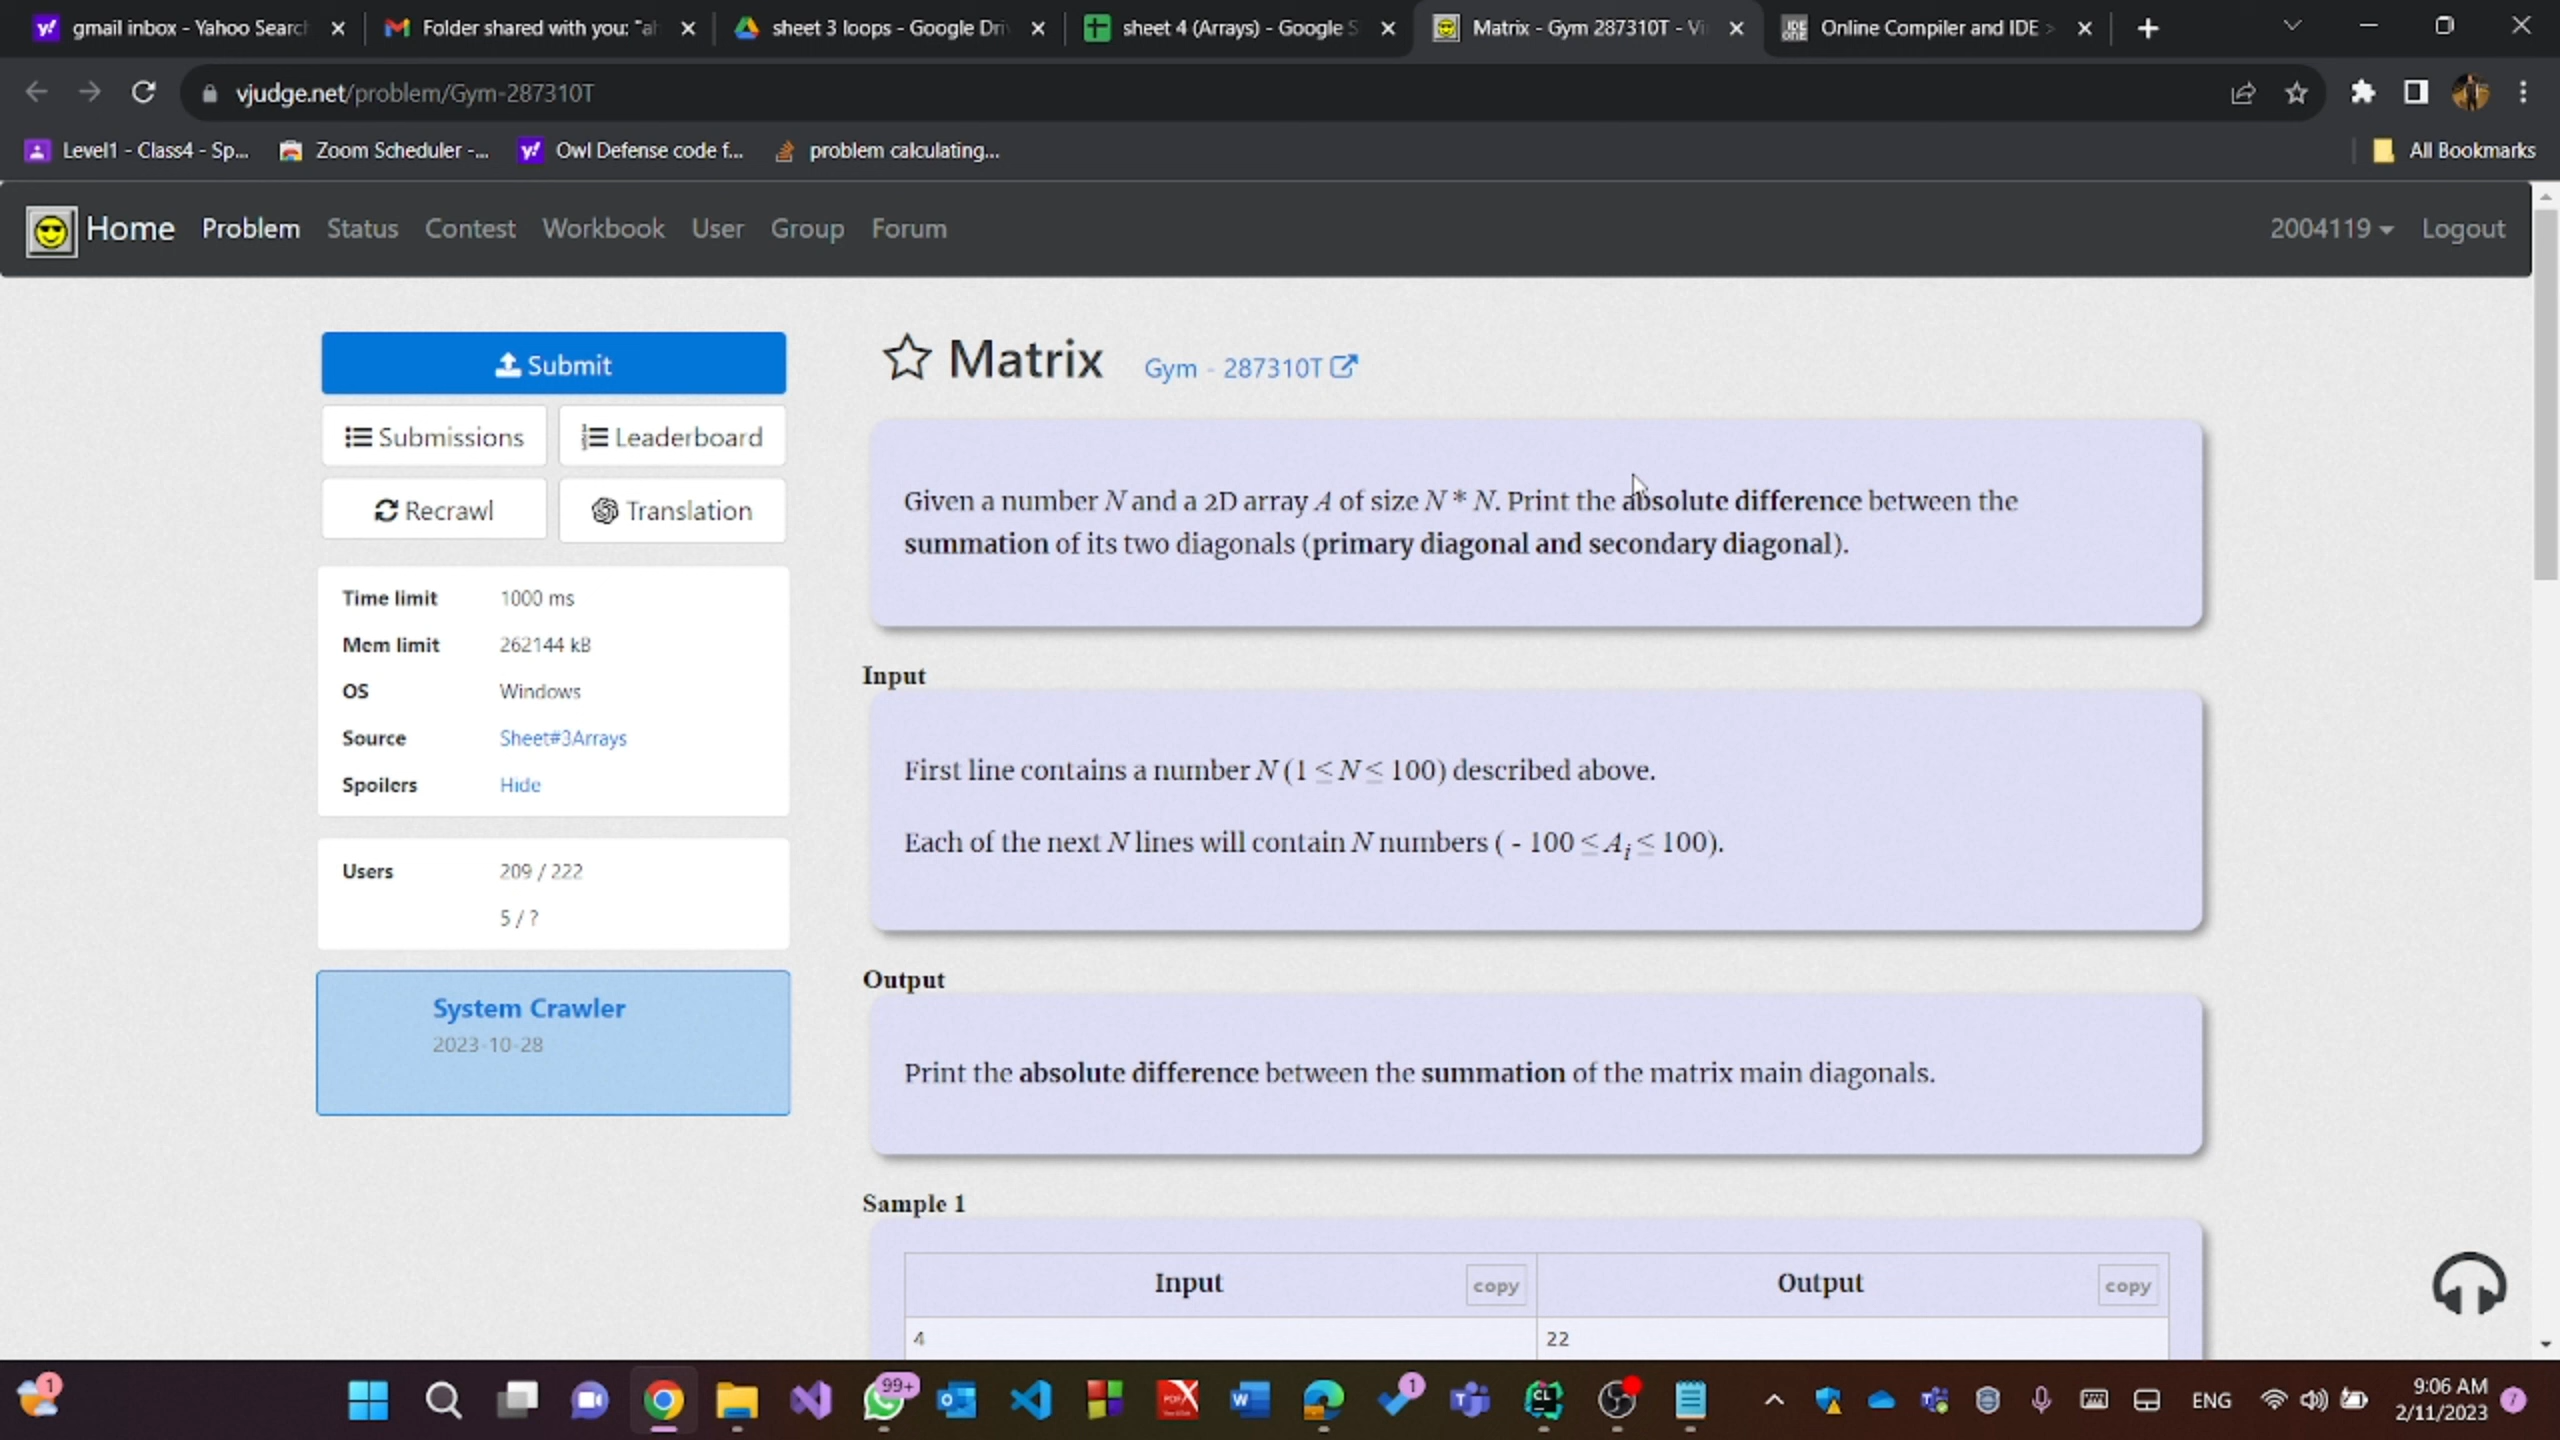 gmail inbox - Yahoo Search
Folder shared with you: "ah
sheet 3 loops - Google Driv
sheet 4 (Arrays) - Google S
Matrix - Gym 287310T - Vi
Online Compiler and IDE >
vjudge.net/problem/Gym-287310T
Level1 - Class4 - Sp...
Zoom Scheduler -...
Owl Defense code f...
problem calculating...
All Bookmarks
Home Problem Status Contest Workbook User Group Forum
2004119 Logout
Submit
Submissions
Leaderboard
Recrawl
Translation
Time limit 1000 ms
Mem limit 262144 kB
OS Windows
Source Sheet#3Arrays
Spoilers Hide
Users 209 / 222
5 / ?
System Crawler
2023-10-28
Matrix Gym - 287310T
Given a number N and a 2D array A of size N * N. Print the absolute difference between the
summation of its two diagonals (primary diagonal and secondary diagonal).
Input
First line contains a number N (1 ≤ N ≤ 100) described above.
Each of the next N lines will contain N numbers ( - 100 ≤ Ai ≤ 100).
Output
Print the absolute difference between the summation of the matrix main diagonals.
Sample 1
Input copy Output copy
4 22
1
99+
1
ENG
9:06 AM
2/11/2023
7